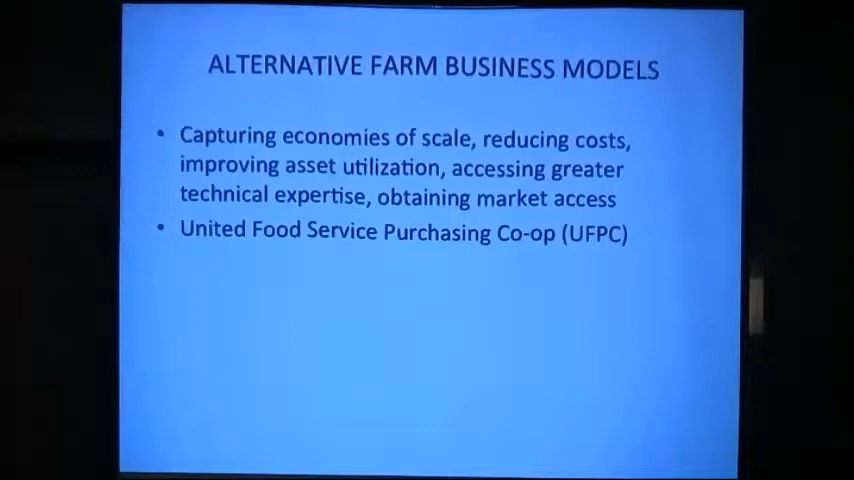 ALTERNATIVE FARM BUSINESS MODELS
• Capturing economies of scale, reducing costs,
improving asset utilization, accessing greater
technical expertise, obtaining market access
• United Food Service Purchasing Co-op (UFPC)